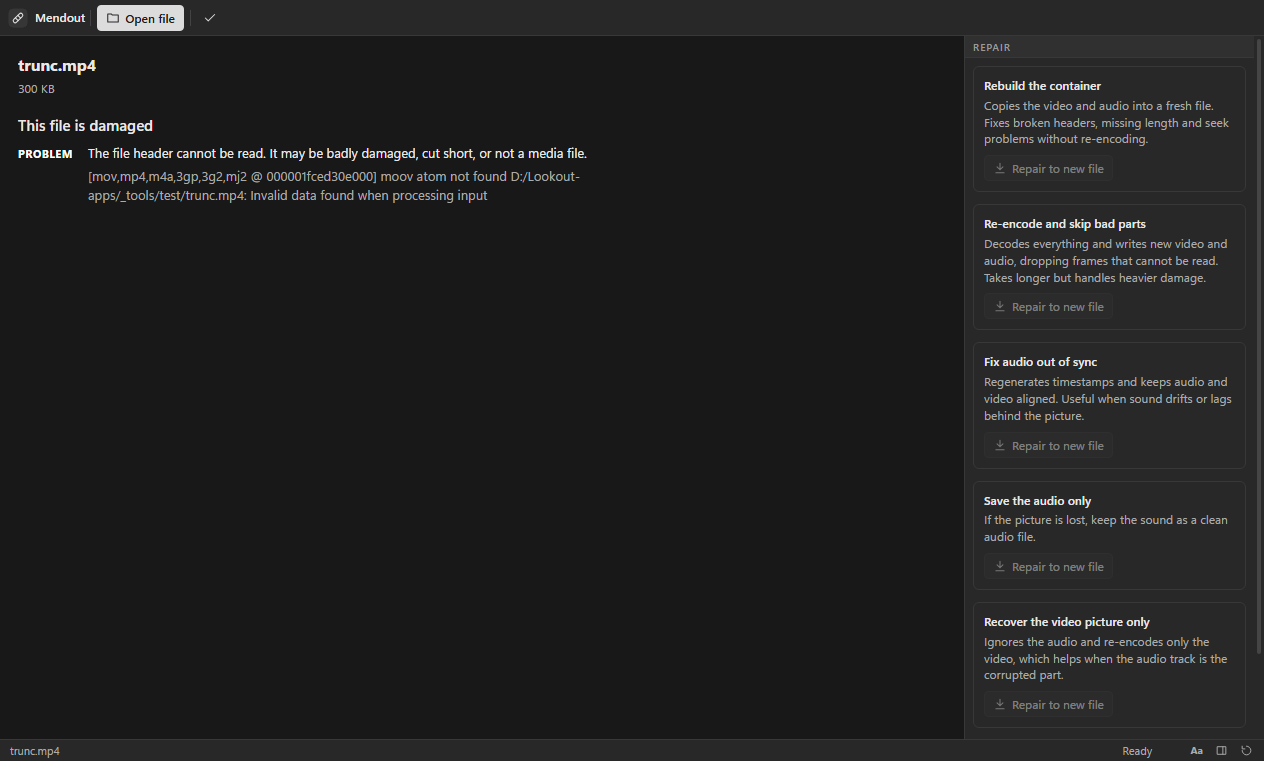 Mendout
Open file
trunc.mp4
300 KB
This file is damaged
PROBLEM The file header cannot be read. It may be badly damaged, cut short, or not a media file.
[mov,mp4,m4a,3gp,3g2,mj2 @ 000001fced30e000] moov atom not found D:/Lookout-
apps/_tools/test/trunc.mp4: Invalid data found when processing input
REPAIR
Rebuild the container
Copies the video and audio into a fresh file.
Fixes broken headers, missing length and seek
problems without re-encoding.
Repair to new file
Re-encode and skip bad parts
Decodes everything and writes new video and
audio, dropping frames that cannot be read.
Takes longer but handles heavier damage.
Repair to new file
Fix audio out of sync
Regenerates timestamps and keeps audio and
video aligned. Useful when sound drifts or lags
behind the picture.
Repair to new file
Save the audio only
If the picture is lost, keep the sound as a clean
audio file.
Repair to new file
Recover the video picture only
Ignores the audio and re-encodes only the
video, which helps when the audio track is the
corrupted part.
Repair to new file
trunc.mp4
Ready
Aa